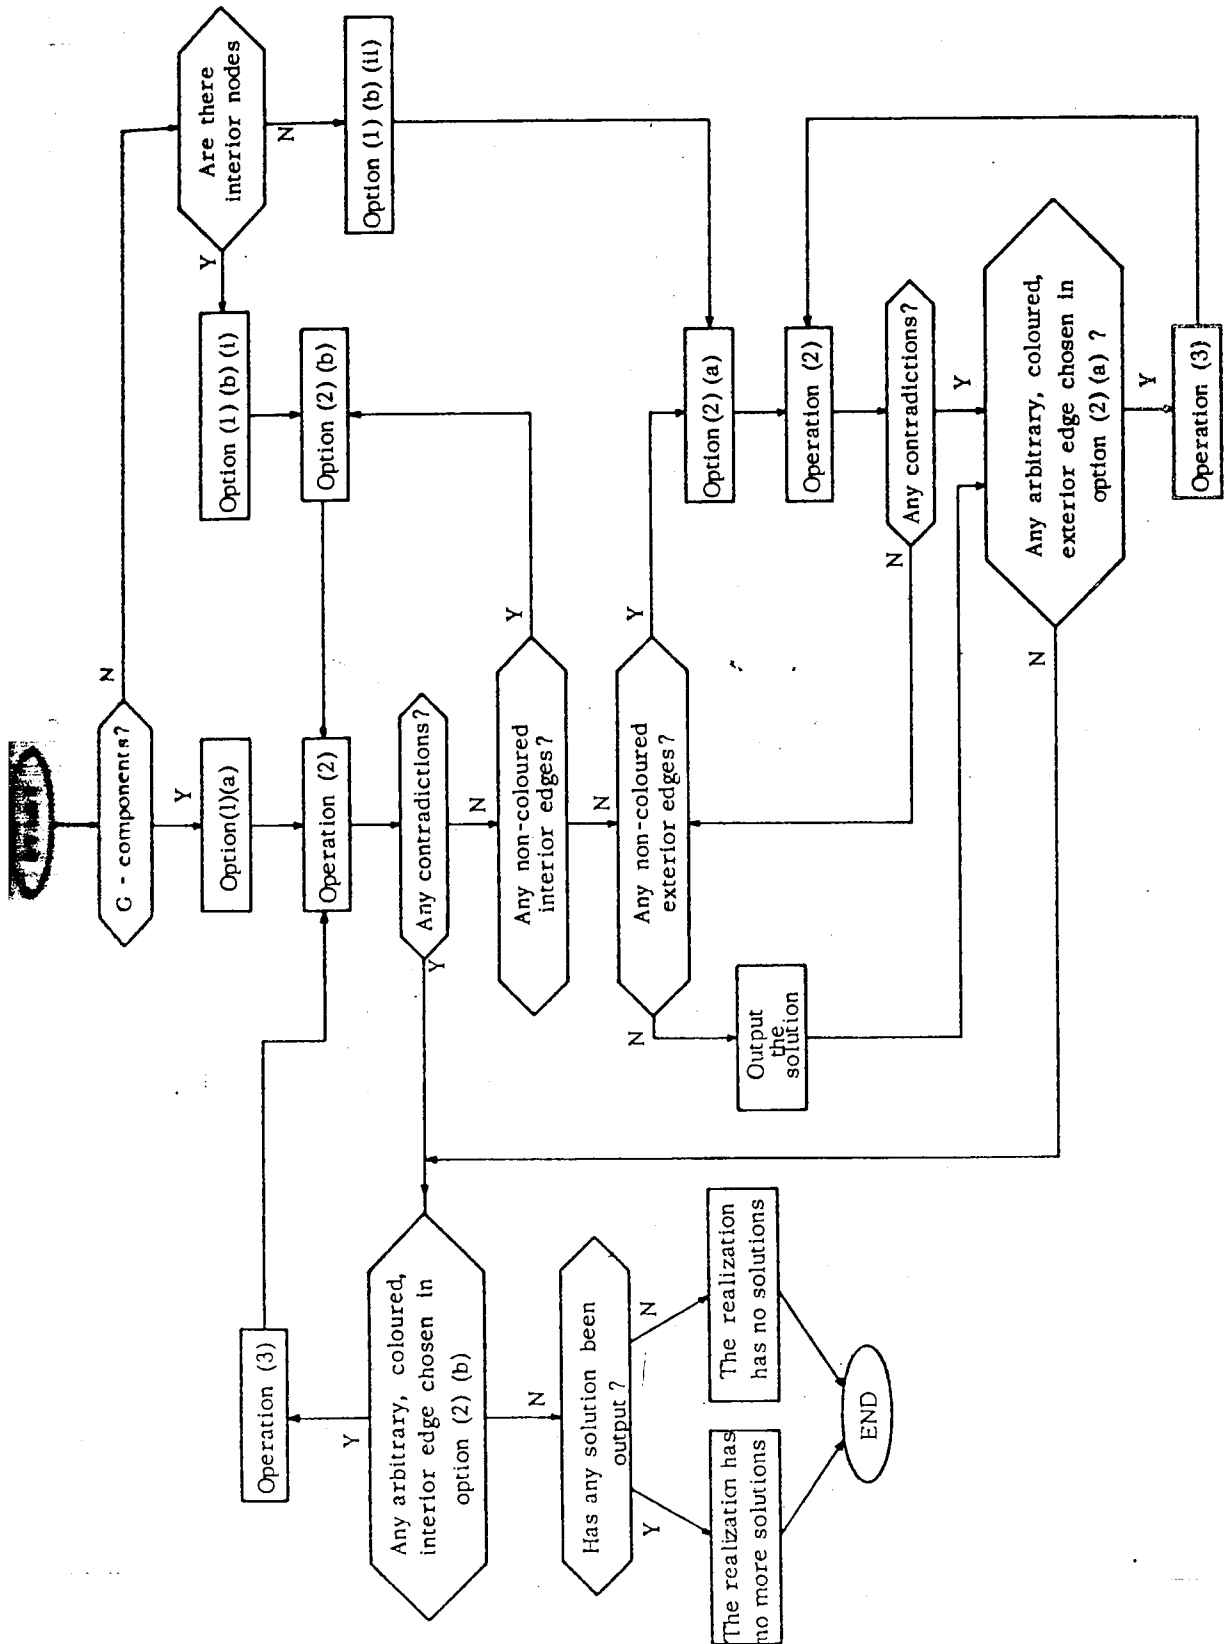 G - components?
N
Y
Are there
interior nodes
Y
N
Option(1)(a)
Option (1) (b) (i)
Option (1) (b) (ii)
Option (2) (b)
Operation (2)
Any contradictions?
Y
N
Any non-coloured
interior edges?
Y
N
Any non-coloured
exterior edges?
Y
N
Output
the
solution
Option (2) (a)
Operation (2)
Any contradictions?
N
Y
Any arbitrary, coloured,
exterior edge chosen in
option (2) (a) ?
N
Y
Operation (3)
Operation (3)
Y
Any arbitrary, coloured,
interior edge chosen in
option (2) (b)
N
Has any solution been
output ?
Y
N
The realization has
no more solutions
The realization
has no solutions
END